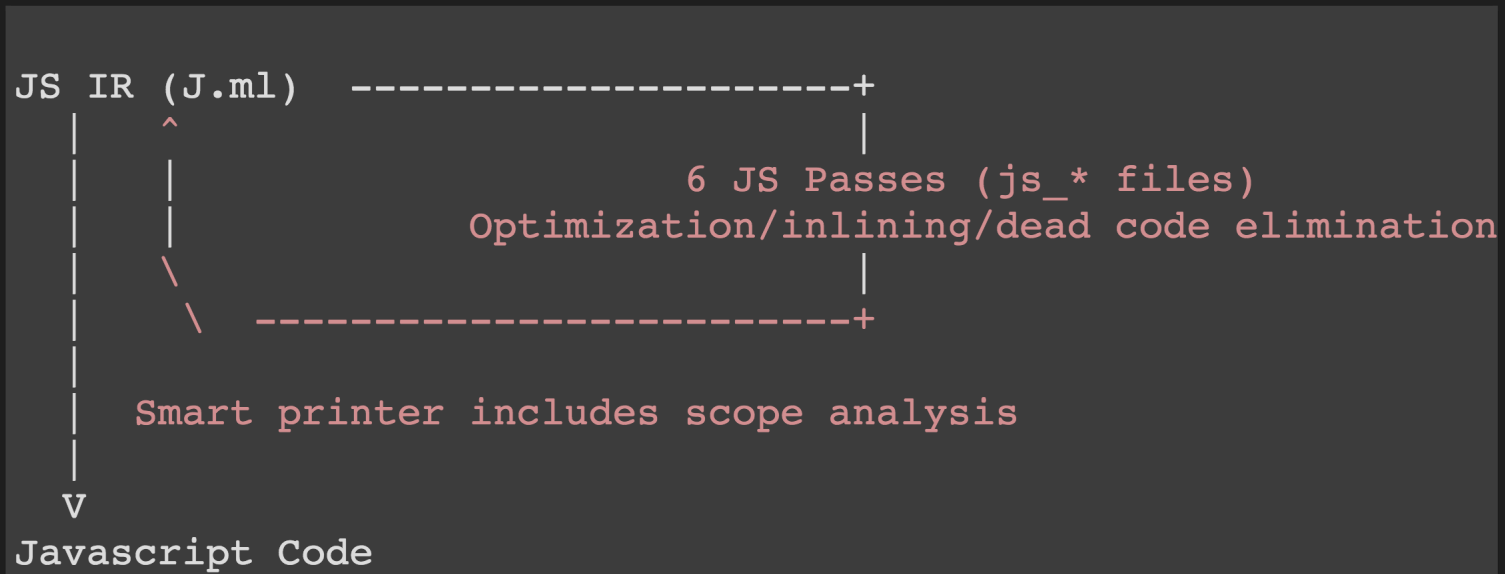 JS IR (J.ml)  ---------------------+
  |   ^                            |
  |   |                     6 JS Passes (js_* files)
  |   |            Optimization/inlining/dead code elimination
  |   \                            |
  |    \  -------------------------+
  |
  |  Smart printer includes scope analysis
  |
  V
Javascript Code